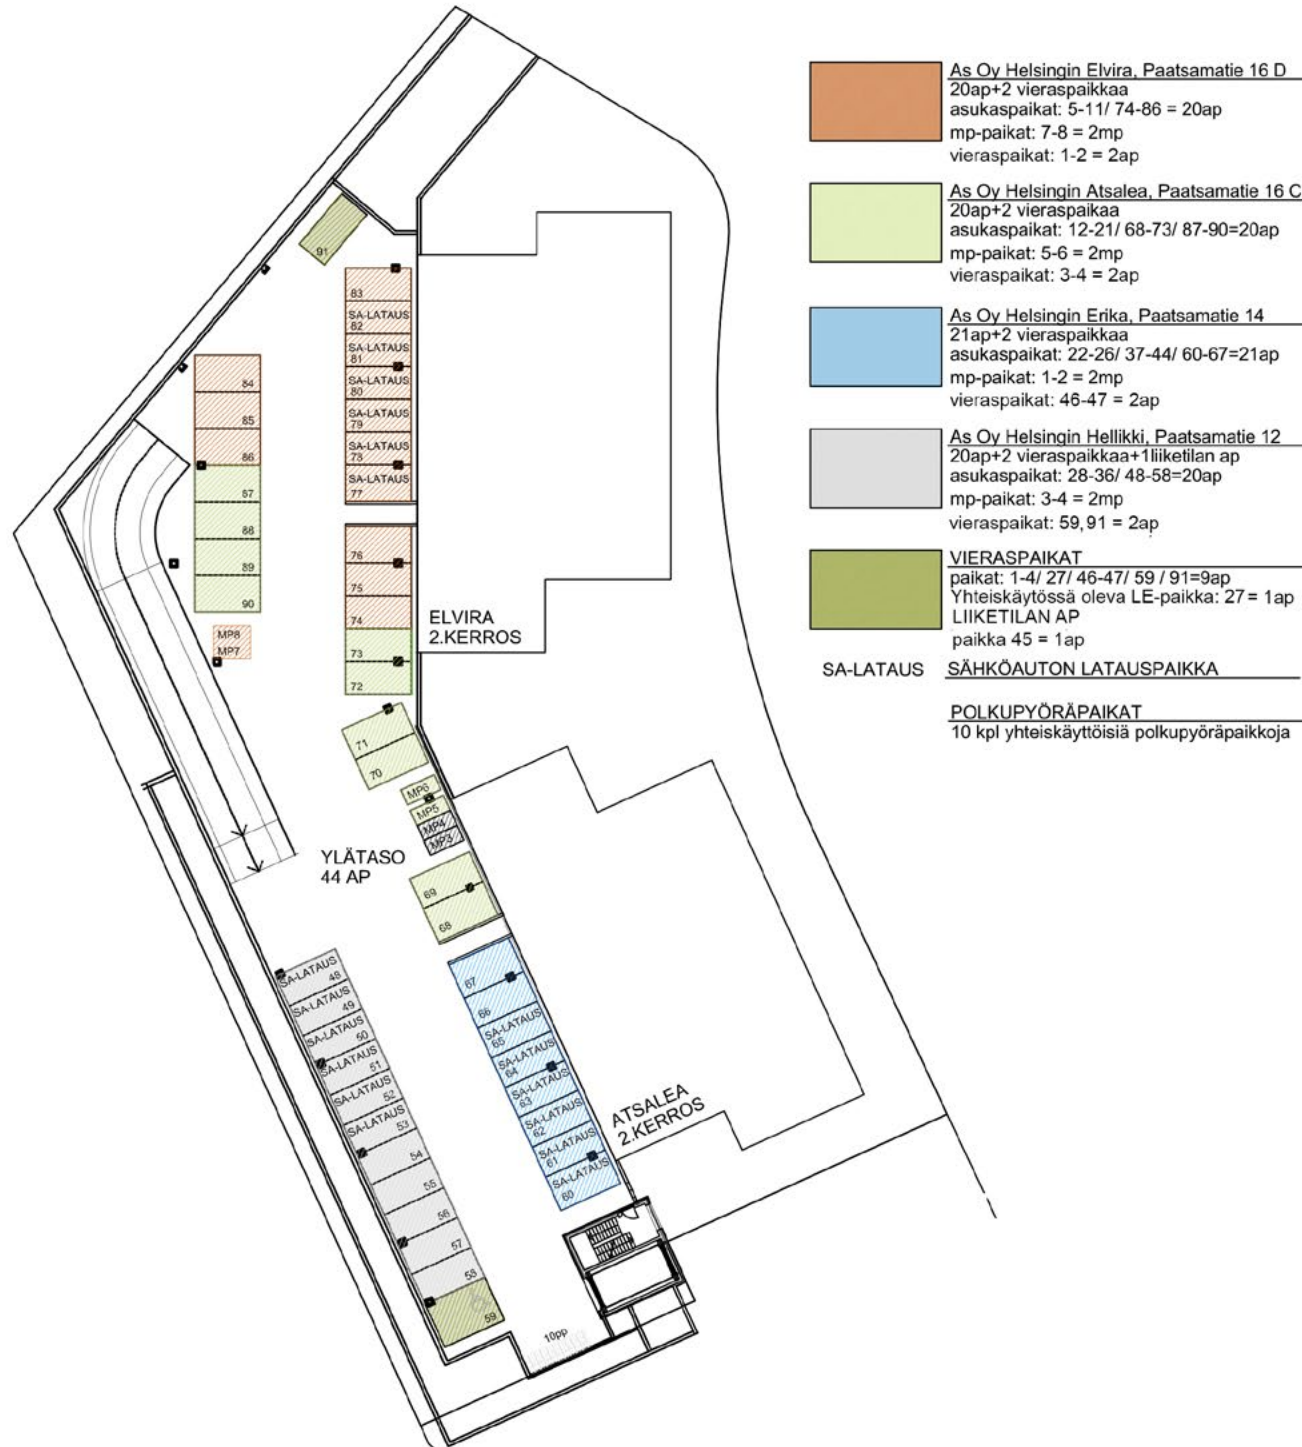 As Oy Helsingin Elvira, Paatsamatie 16 D
20ap+2 vieraspaikkaa
asukaspaikat: 5-11/ 74-86 = 20ap
mp-paikat: 7-8 = 2mp
vieraspaikat: 1-2 = 2ap
As Oy Helsingin Atsalea, Paatsamatie 16 C
20ap+2 vieraspaikaa
asukaspaikat: 12-21/ 68-73/ 87-90=20ap
mp-paikat: 5-6 = 2mp
vieraspaikat: 3-4 = 2ap
As Oy Helsingin Erika, Paatsamatie 14
21ap+2 vieraspaikkaa
asukaspaikat: 22-26/ 37-44/ 60-67=21ap
mp-paikat: 1-2 = 2mp
vieraspaikat: 46-47 = 2ap
As Oy Helsingin Hellikki, Paatsamatie 12
20ap+2 vieraspaikkaa+1liiketilan ap
asukaspaikat: 28-36/ 48-58=20ap
mp-paikat: 3-4 = 2mp
vieraspaikat: 59,91 = 2ap
VIERASPAIKAT
paikat: 1-4/ 27/ 46-47/ 59 / 91=9ap
Yhteiskäytössä oleva LE-paikka: 27 = 1ap
LIIKETILAN AP
paikka 45 = 1ap
SA-LATAUS SÄHKÖAUTON LATAUSPAIKKA
POLKUPYÖRÄPAIKAT
10 kpl yhteiskäyttöisiä polkupyöräpaikkoja
91
83
SA-LATAUS
82
SA-LATAUS
81
SA-LATAUS
80
SA-LATAUS
79
SA-LATAUS
78
SA-LATAUS
77
84
85
86
87
88
89
90
MP8
MP7
76
75
74
73
72
ELVIRA
2.KERROS
71
70
MP6
MP5
MP4
MP3
YLÄTASO
44 AP
69
68
67
66
SA-LATAUS
65
SA-LATAUS
64
SA-LATAUS
63
SA-LATAUS
62
SA-LATAUS
61
SA-LATAUS
60
ATSALEA
2.KERROS
SA-LATAUS
48
SA-LATAUS
49
SA-LATAUS
50
SA-LATAUS
51
SA-LATAUS
52
SA-LATAUS
53
54
55
56
57
58
59
10pp